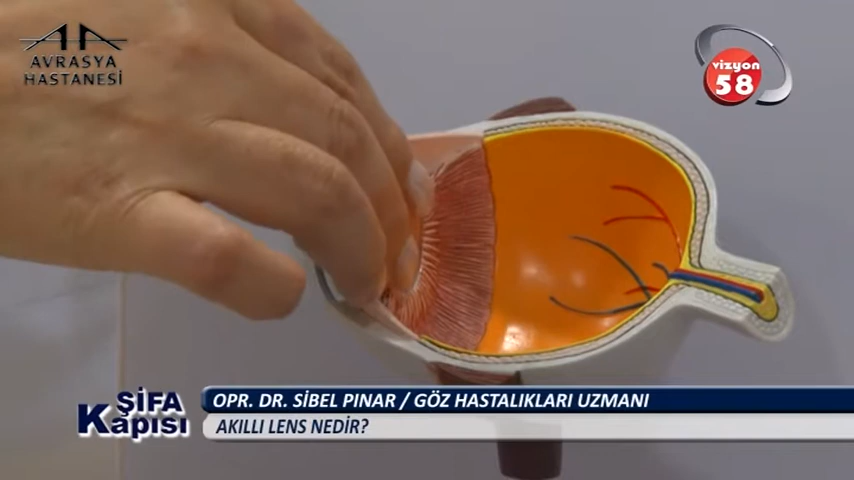 AVRASYA
HASTANESİ
vizyon
58
ŞİFA
Kapısı
OPR. DR. SİBEL PINAR / GÖZ HASTALIKLARI UZMANI
AKILLI LENS NEDİR?